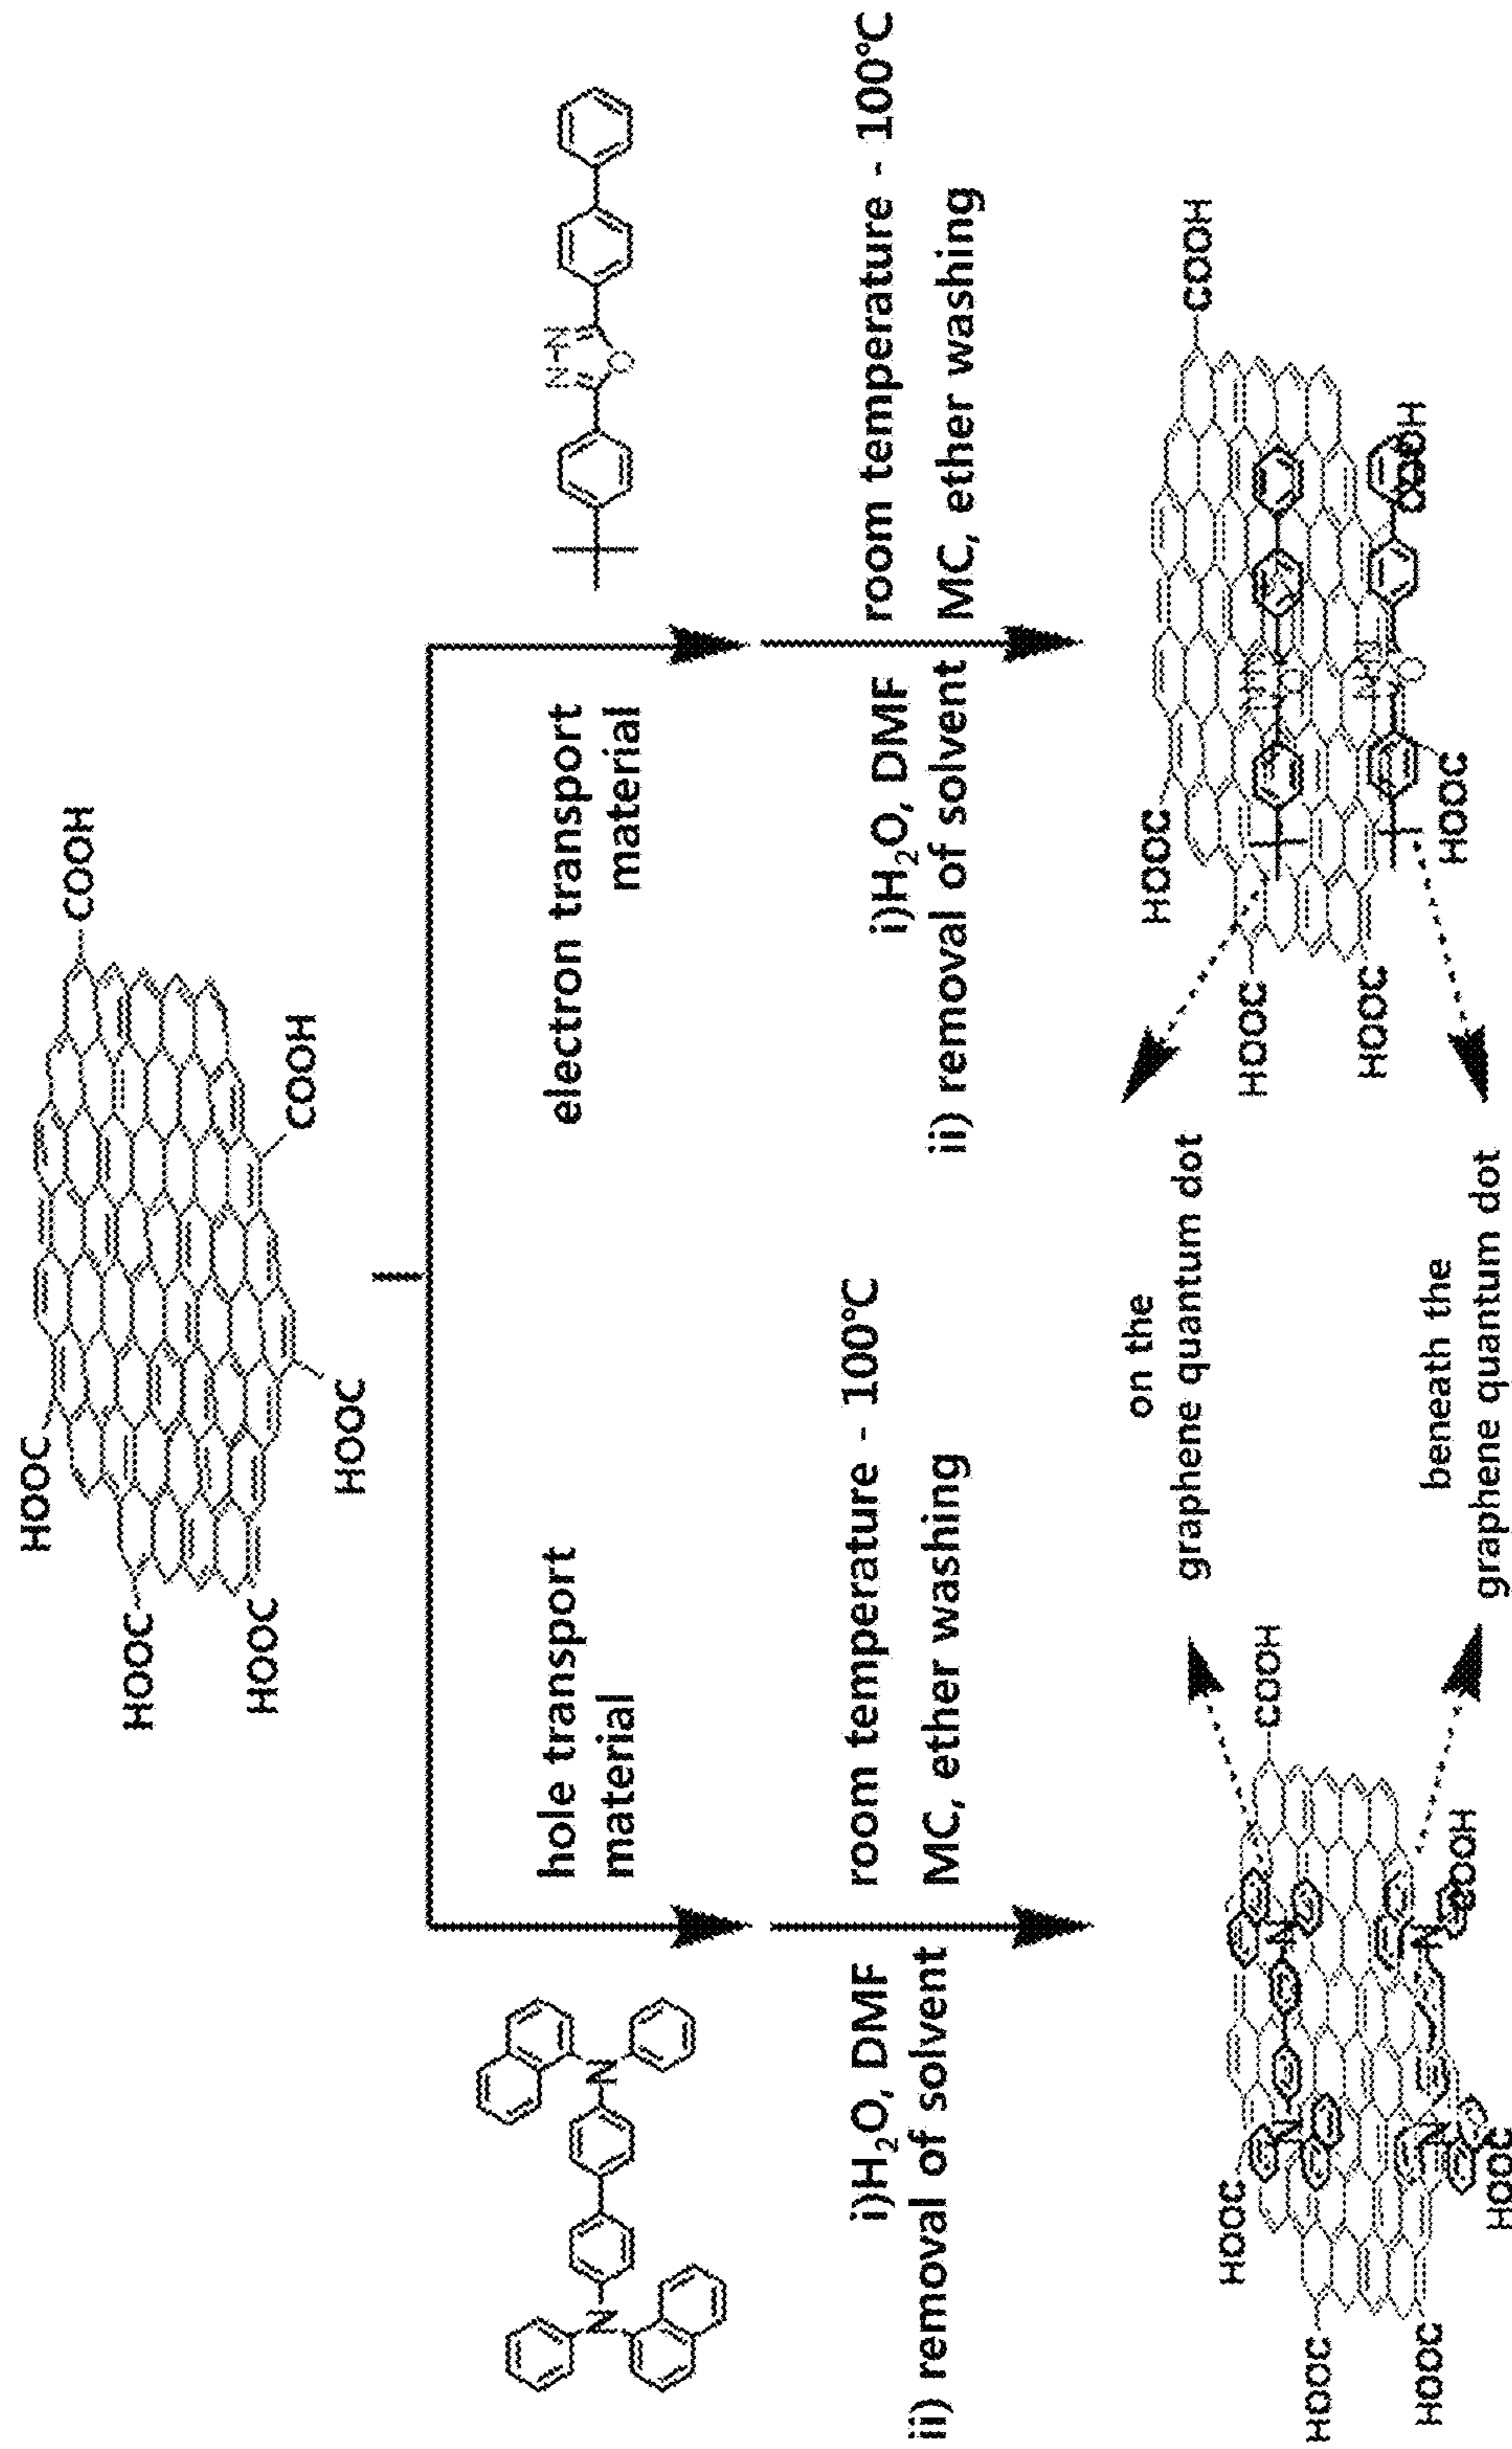 HOOC
COOH
HOOC
HOOC
COOH
HOOC
hole transport
material
electron transport
material
N
N
N-N
O
i)H₂O, DMF
room temperature - 100°C
ii) removal of solvent
MC, ether washing
i)H₂O, DMF
room temperature - 100°C
ii) removal of solvent
MC, ether washing
HOOC
COOH
HOOC
HOOC
HOOC
COOH
N
N
N
N
on the
graphene quantum dot
beneath the
graphene quantum dot
HOOC
COOH
HOOC
HOOC
HOOC
COOH